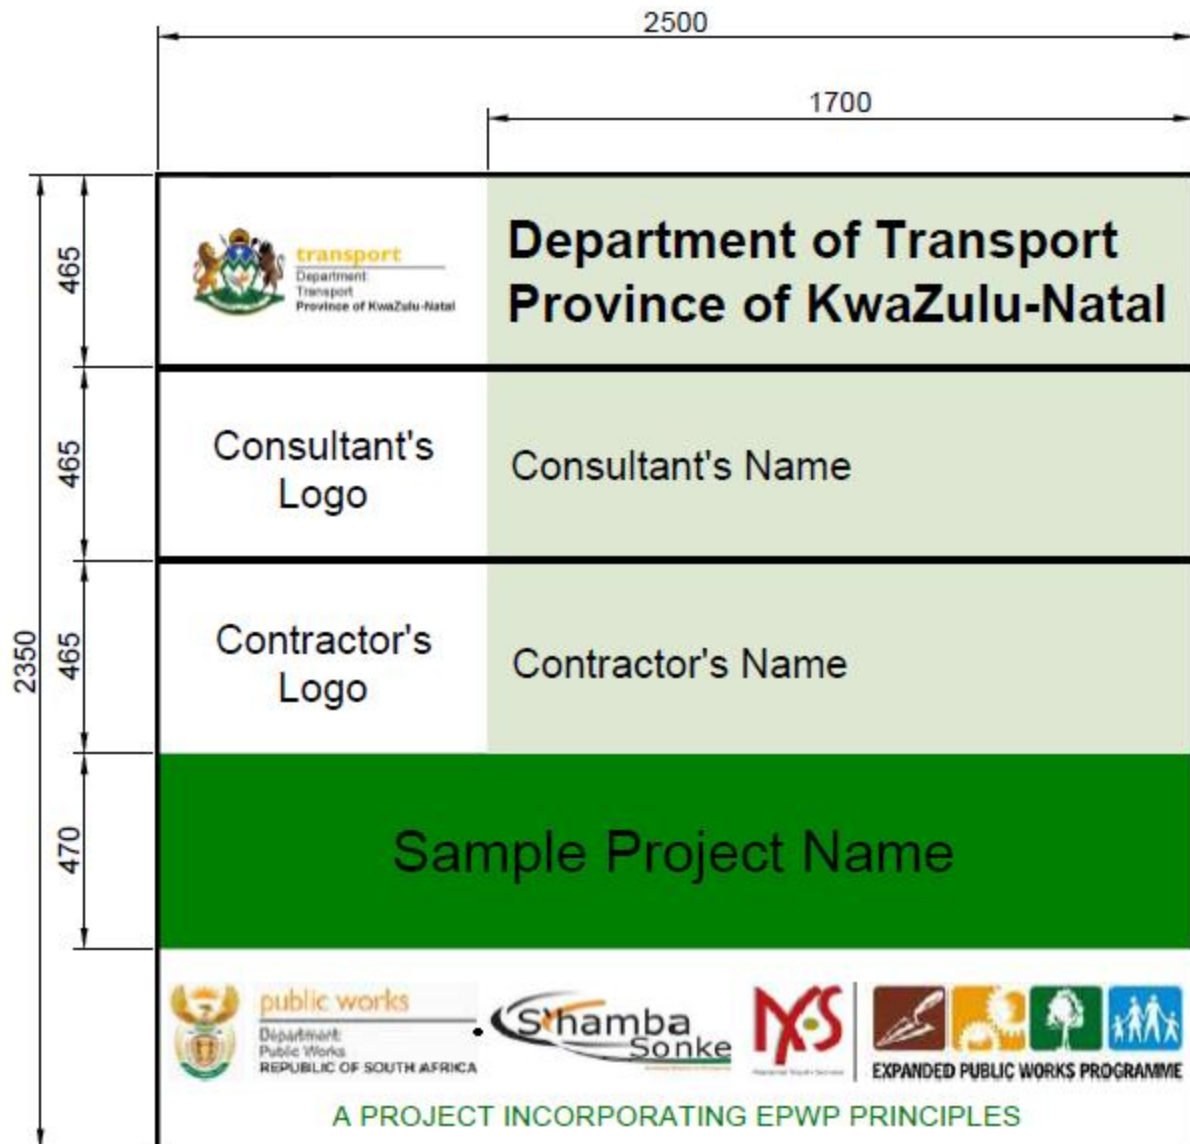 2500
1700
465
transport
Department
Transport
Province of KwaZulu-Natal
Department of Transport
Province of KwaZulu-Natal
465
Consultant's
Logo
Consultant's Name
2350
465
Contractor's
Logo
Contractor's Name
470
Sample Project Name
public works
Department:
Public Works
REPUBLIC OF SOUTH AFRICA
S'hamba
Sonke
NYS
EXPANDED PUBLIC WORKS PROGRAMME
A PROJECT INCORPORATING EPWP PRINCIPLES